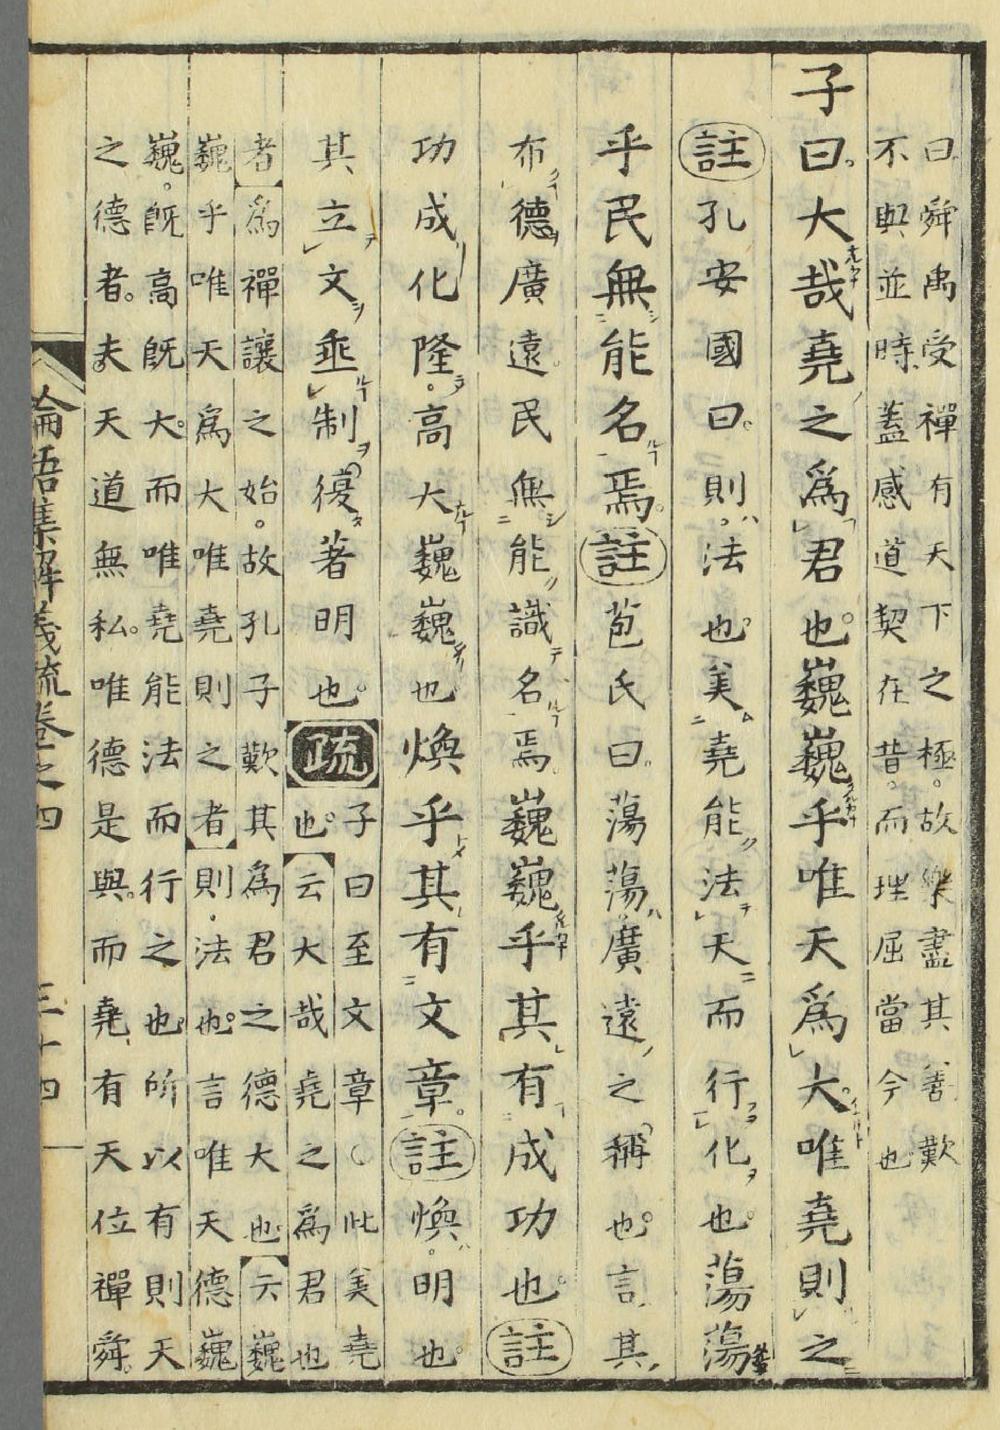 曰舜禹受禪有天下之極故樂盡其善歎
不與並時蓋感道契在昔而理屈當今也
子曰大哉堯之爲君也巍巍乎唯天爲大唯堯則之
註孔安國曰則法也美堯能法天而行化也蕩蕩
乎民無能名焉註苞氏曰蕩蕩廣遠之稱也言其
布德廣遠民無能識名焉巍巍乎其有成功也註
功成化隆高大巍巍也煥乎其有文章註煥明也
其立文垂制復著明也疏
子曰至文章○此美堯
也云大哉堯之爲君也
者爲禪讓之始故孔子歎其爲君之德大也云巍
巍乎唯天爲大唯堯則之者則法也言唯天德巍
巍既高既大而唯堯能法而行之也所以有則天
之德者夫天道無私唯德是與而堯有天位禪舜
論語集解義疏卷之四
三十四